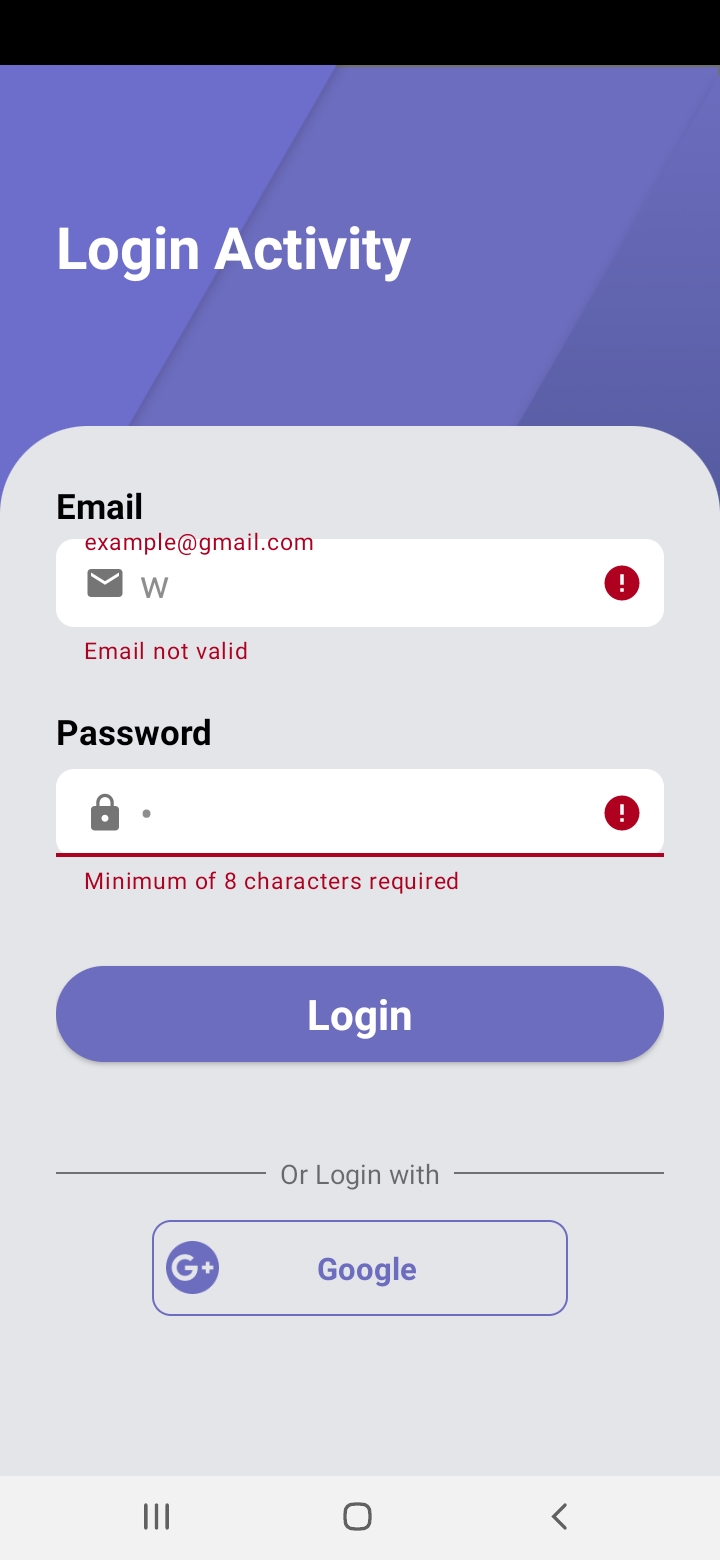 Login Activity
Email
example@gmail.com
w
Email not valid
Password
•
Minimum of 8 characters required
Login
Or Login with
G+ Google